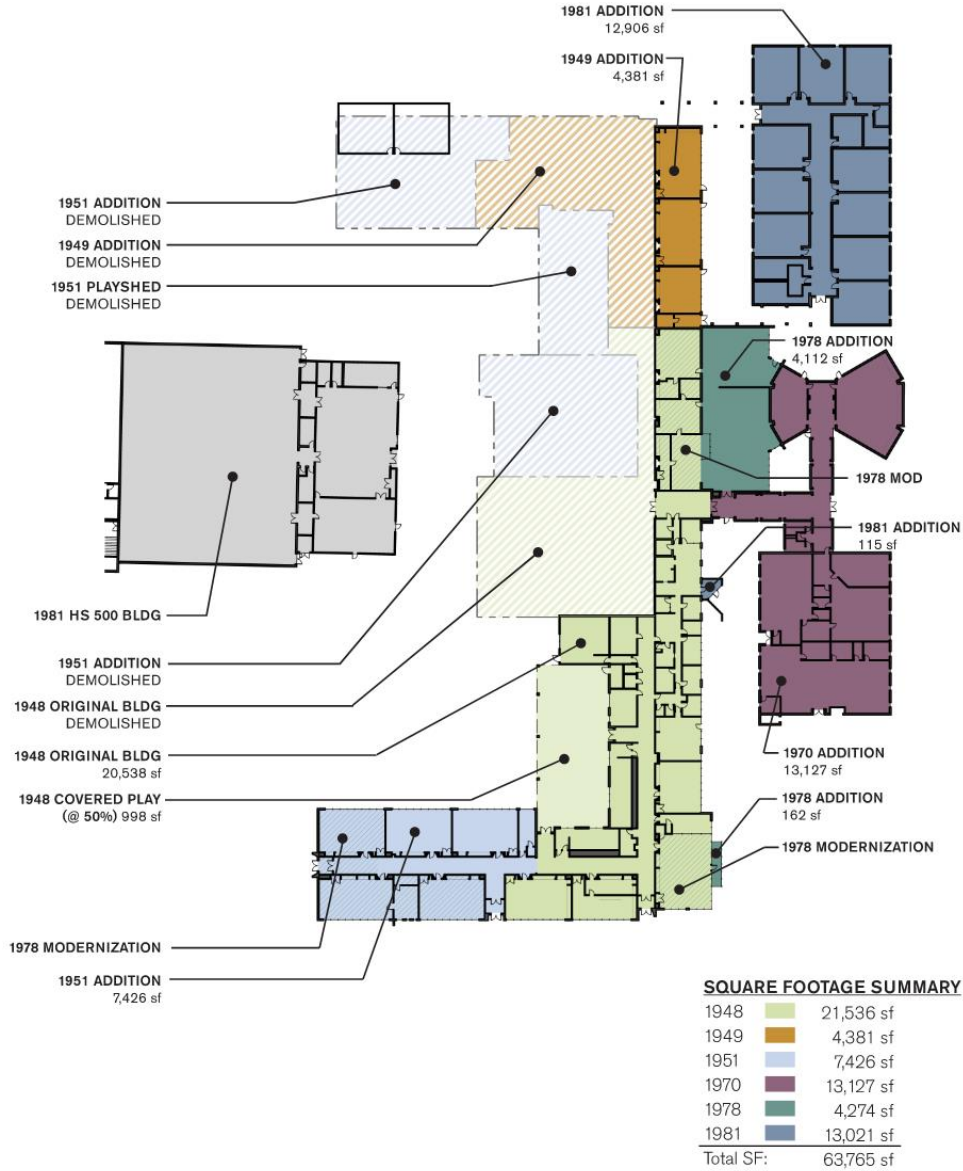 1981 ADDITION
12,906 sf
1949 ADDITION
4,381 sf
1951 ADDITION
DEMOLISHED
1949 ADDITION
DEMOLISHED
1951 PLAYSHED
DEMOLISHED
1978 ADDITION
4,112 sf
1978 MOD
1981 ADDITION
115 sf
1981 HS 500 BLDG
1951 ADDITION
DEMOLISHED
1948 ORIGINAL BLDG
DEMOLISHED
1948 ORIGINAL BLDG
20,538 sf
1948 COVERED PLAY
(@ 50%) 998 sf
1970 ADDITION
13,127 sf
1978 ADDITION
162 sf
1978 MODERNIZATION
1978 MODERNIZATION
1951 ADDITION
7,426 sf
SQUARE FOOTAGE SUMMARY
1948 21,536 sf
1949 4,381 sf
1951 7,426 sf
1970 13,127 sf
1978 4,274 sf
1981 13,021 sf
Total SF: 63,765 sf